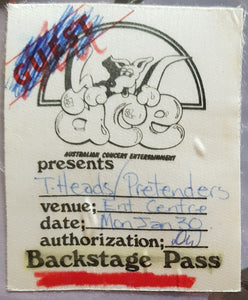 GUEST
ace
AUSTRALIAN CONCERT ENTERTAINMENT
presents
T.Heads/Pretenders
venue; Ent Centre
date; Mon Jan 30
authorization;
Backstage Pass